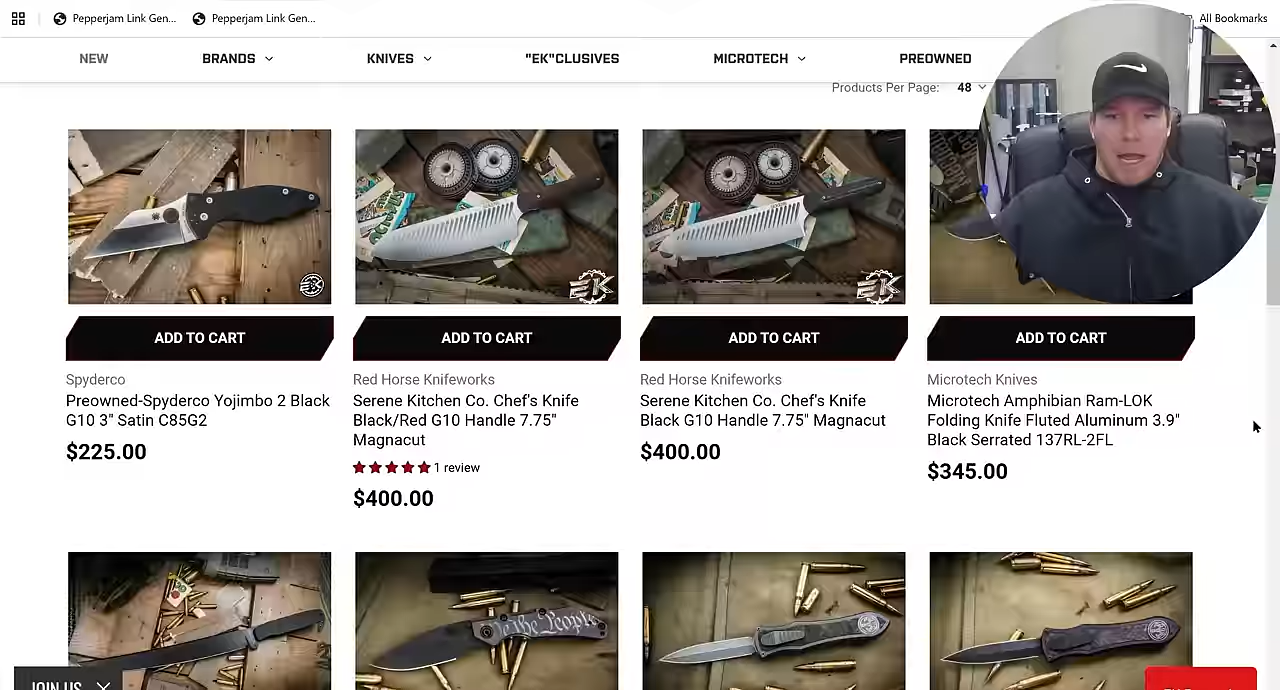 Pepperjam Link Gen... Pepperjam Link Gen... All Bookmarks
NEW BRANDS KNIVES "EK"CLUSIVES MICROTECH PREOWNED
Products Per Page: 48
EK
EK
ADD TO CART ADD TO CART ADD TO CART ADD TO CART
Spyderco
Preowned-Spyderco Yojimbo 2 Black
G10 3" Satin C85G2
$225.00
Red Horse Knifeworks
Serene Kitchen Co. Chef's Knife
Black/Red G10 Handle 7.75"
Magnacut
1 review
$400.00
Red Horse Knifeworks
Serene Kitchen Co. Chef's Knife
Black G10 Handle 7.75" Magnacut
$400.00
Microtech Knives
Microtech Amphibian Ram-LOK
Folding Knife Fluted Aluminum 3.9"
Black Serrated 137RL-2FL
$345.00
We the People
JOIN US